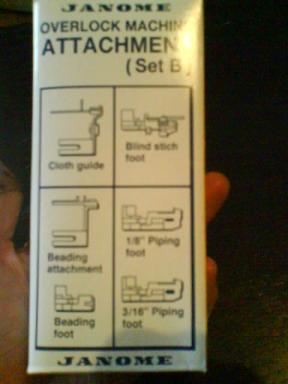 JANOME
OVERLOCK MACHIN
ATTACHMEN
(Set B)
Cloth guide
Blind stich
foot
Beading
attachment
1/8" Piping
foot
Beading
foot
3/16" Piping
foot
JANOME